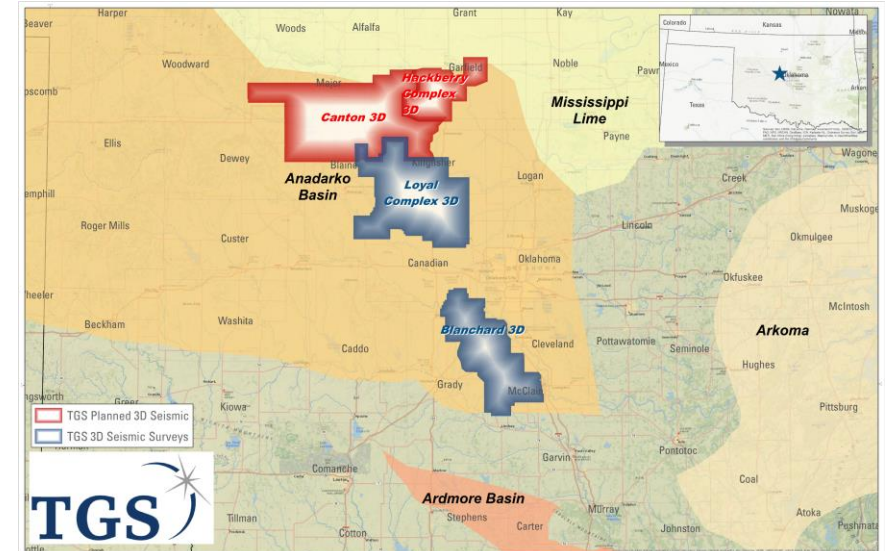 Harper
Woods
Alfalfa
Grant
Kay
Nowata
Beaver
Woodward
Major
Garfield
Noble
Hackberry
Complex
3D
Canton 3D
Mississippi
Lime
Payne
Ellis
Dewey
Blaine
Kingfisher
Logan
Anadarko
Basin
Loyal
Complex 3D
Creek
Wagone
Roger Mills
Custer
Canadian
Oklahoma
Lincoln
Muskoge
Okmulgee
Okfuskee
McIntosh
Beckham
Washita
Caddo
Blanchard 3D
Cleveland
Pottawatomie
Seminole
Arkoma
Hughes
Grady
McClain
Kiowa
Pittsburg
TGS Planned 3D Seismic
TGS 3D Seismic Surveys
Comanche
Garvin
Pontotoc
Coal
TGS
Tillman
Cotton
Ardmore Basin
Stephens
Carter
Murray
Johnston
Atoka
Colorado
Kansas
Texas
Oklahoma